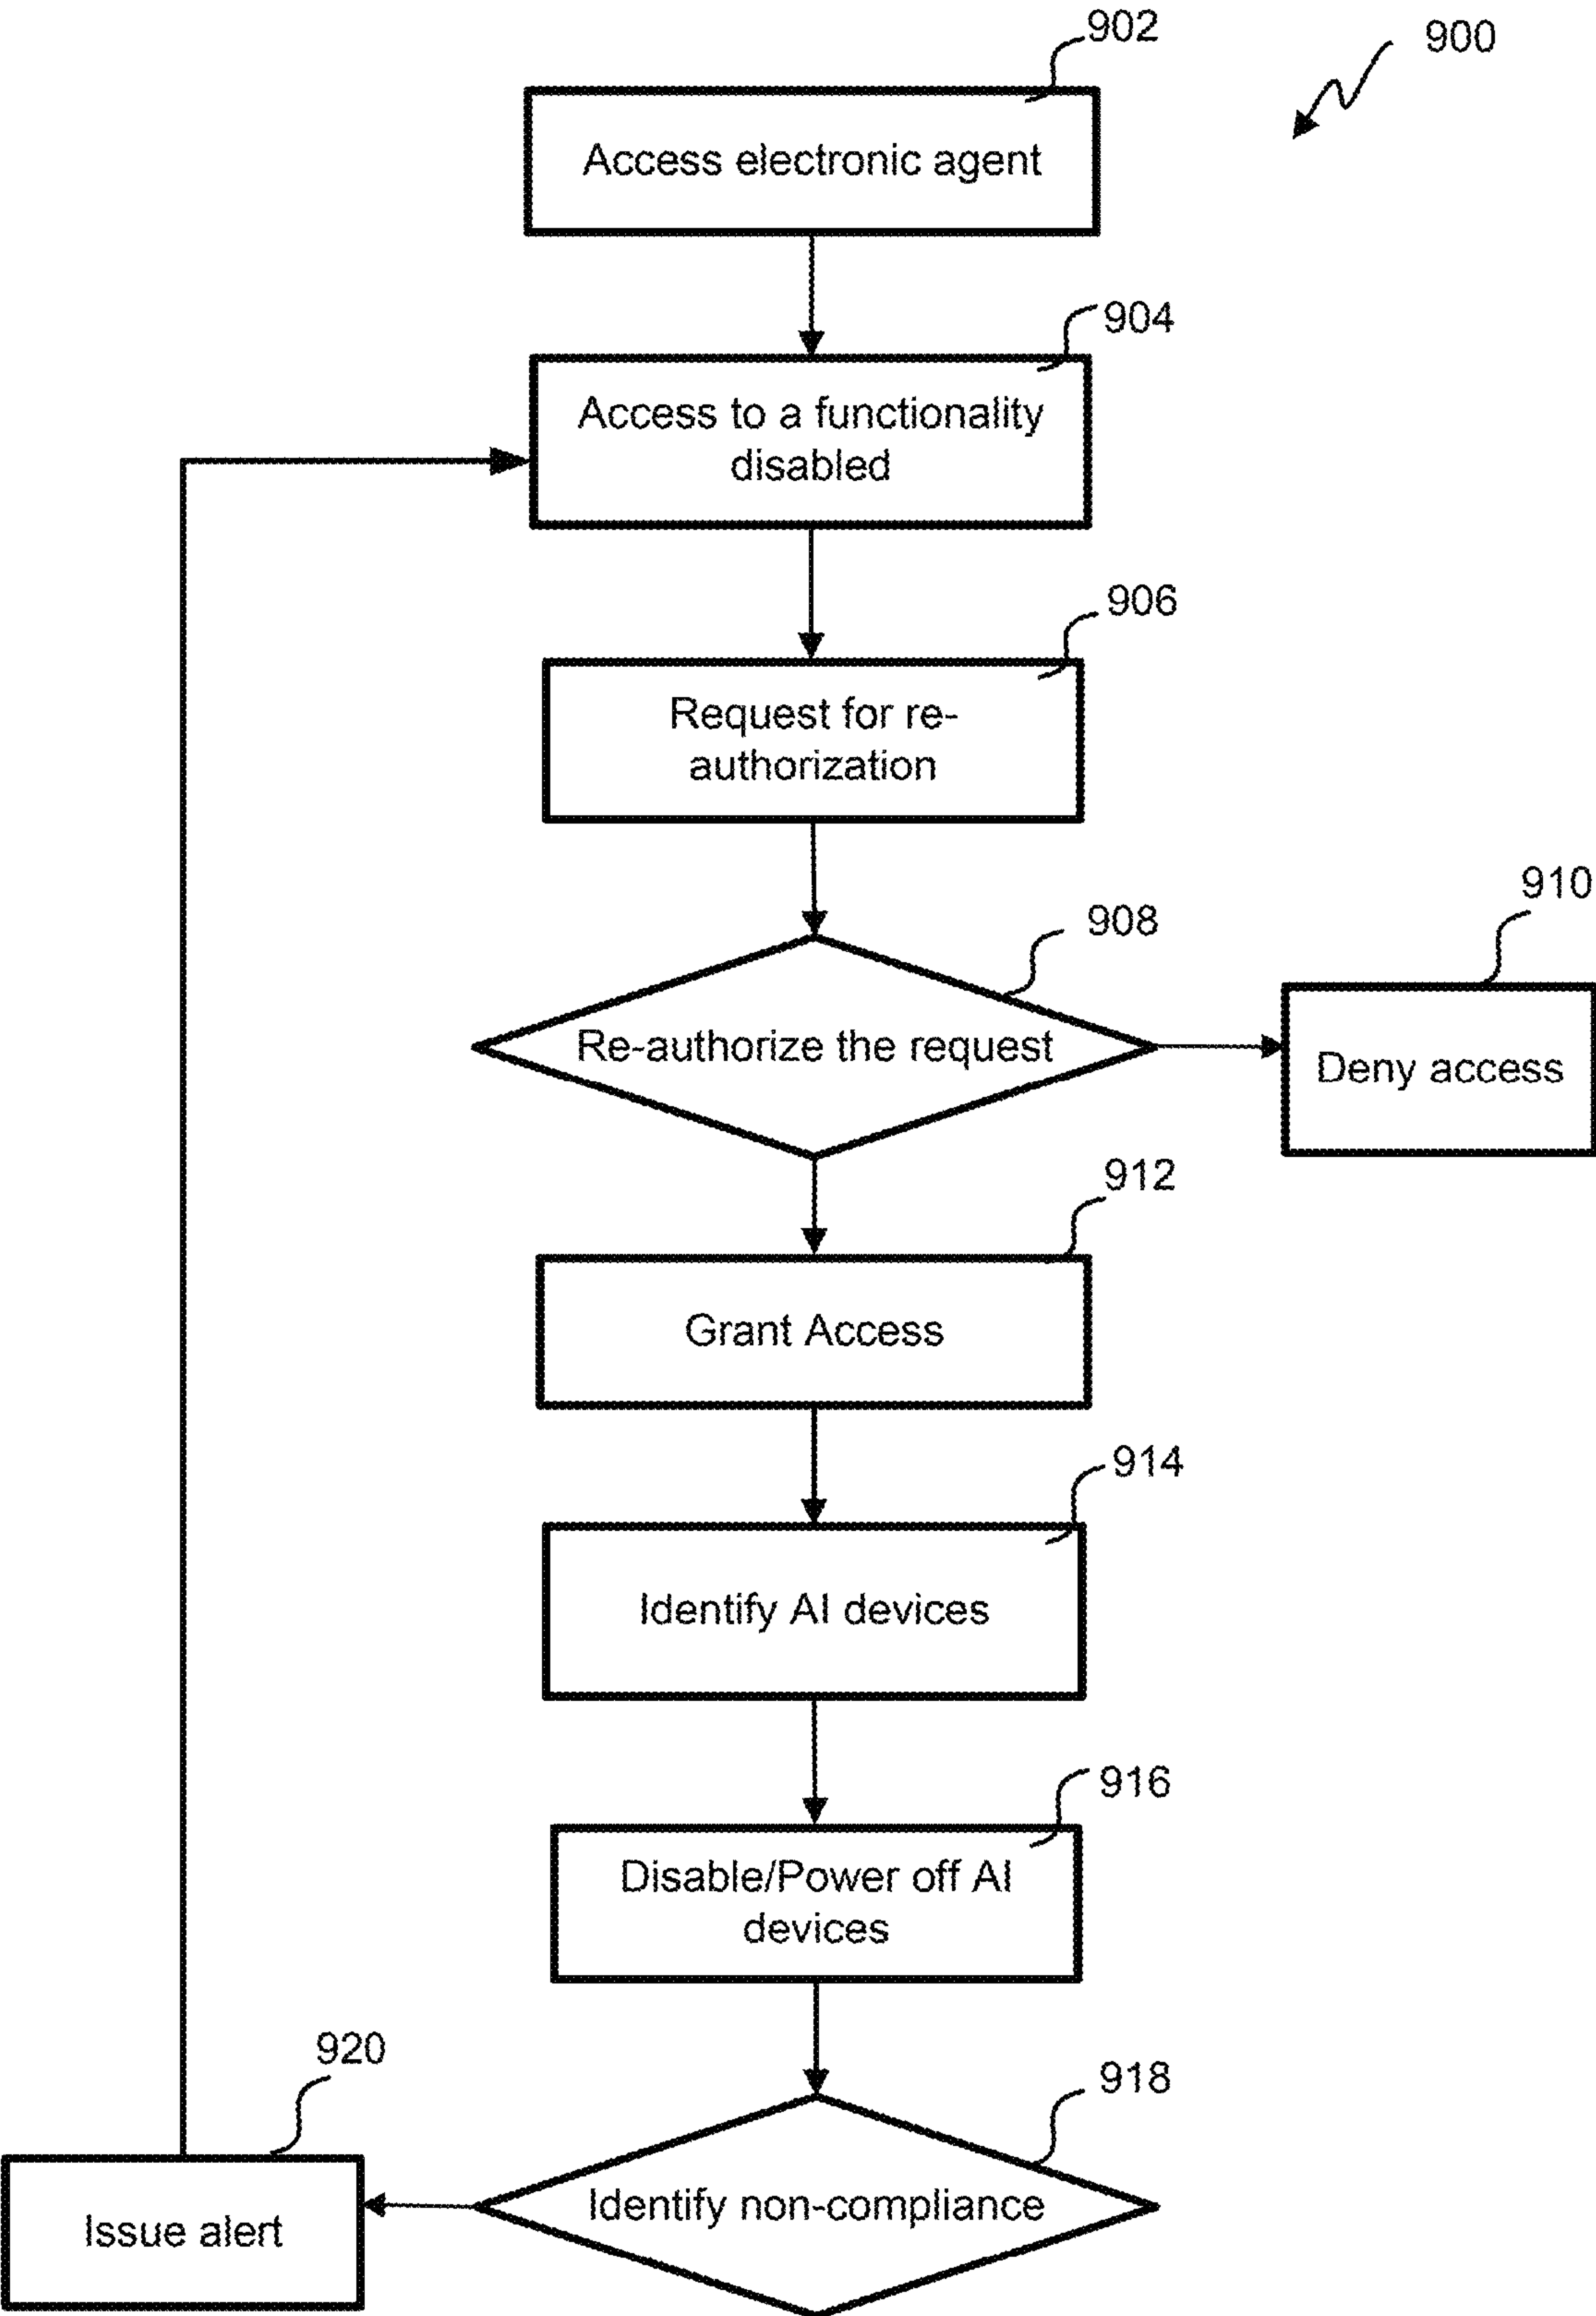 902
900
Access electronic agent
904
Access to a functionality
disabled
906
Request for re-
authorization
910
908
Re-authorize the request
Deny access
912
Grant Access
914
Identify AI devices
916
Disable/Power off AI
devices
920
918
Identify non-compliance
Issue alert